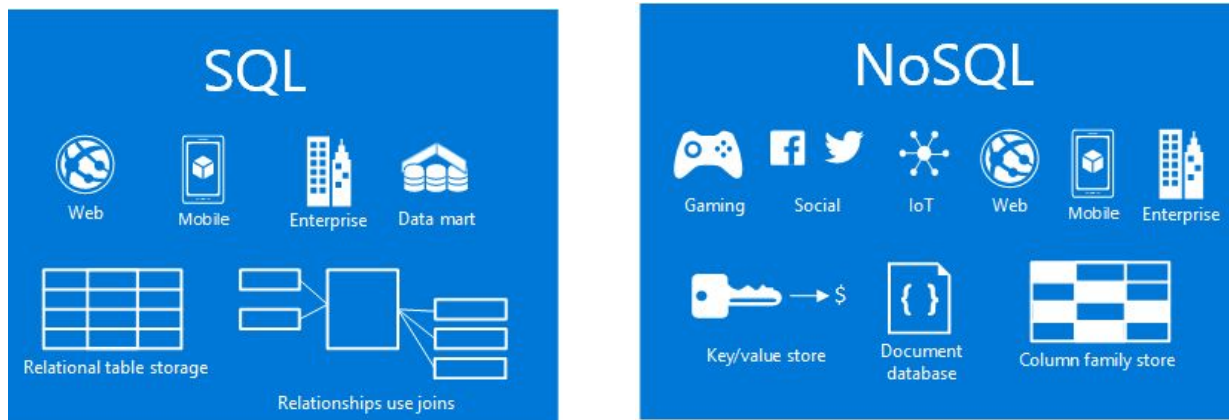 SQL
Web
Mobile
Enterprise
Data mart
Relational table storage
Relationships use joins
NoSQL
Gaming
Social
IoT
Web
Mobile
Enterprise
$
{ }
Key/value store
Document
database
Column family store